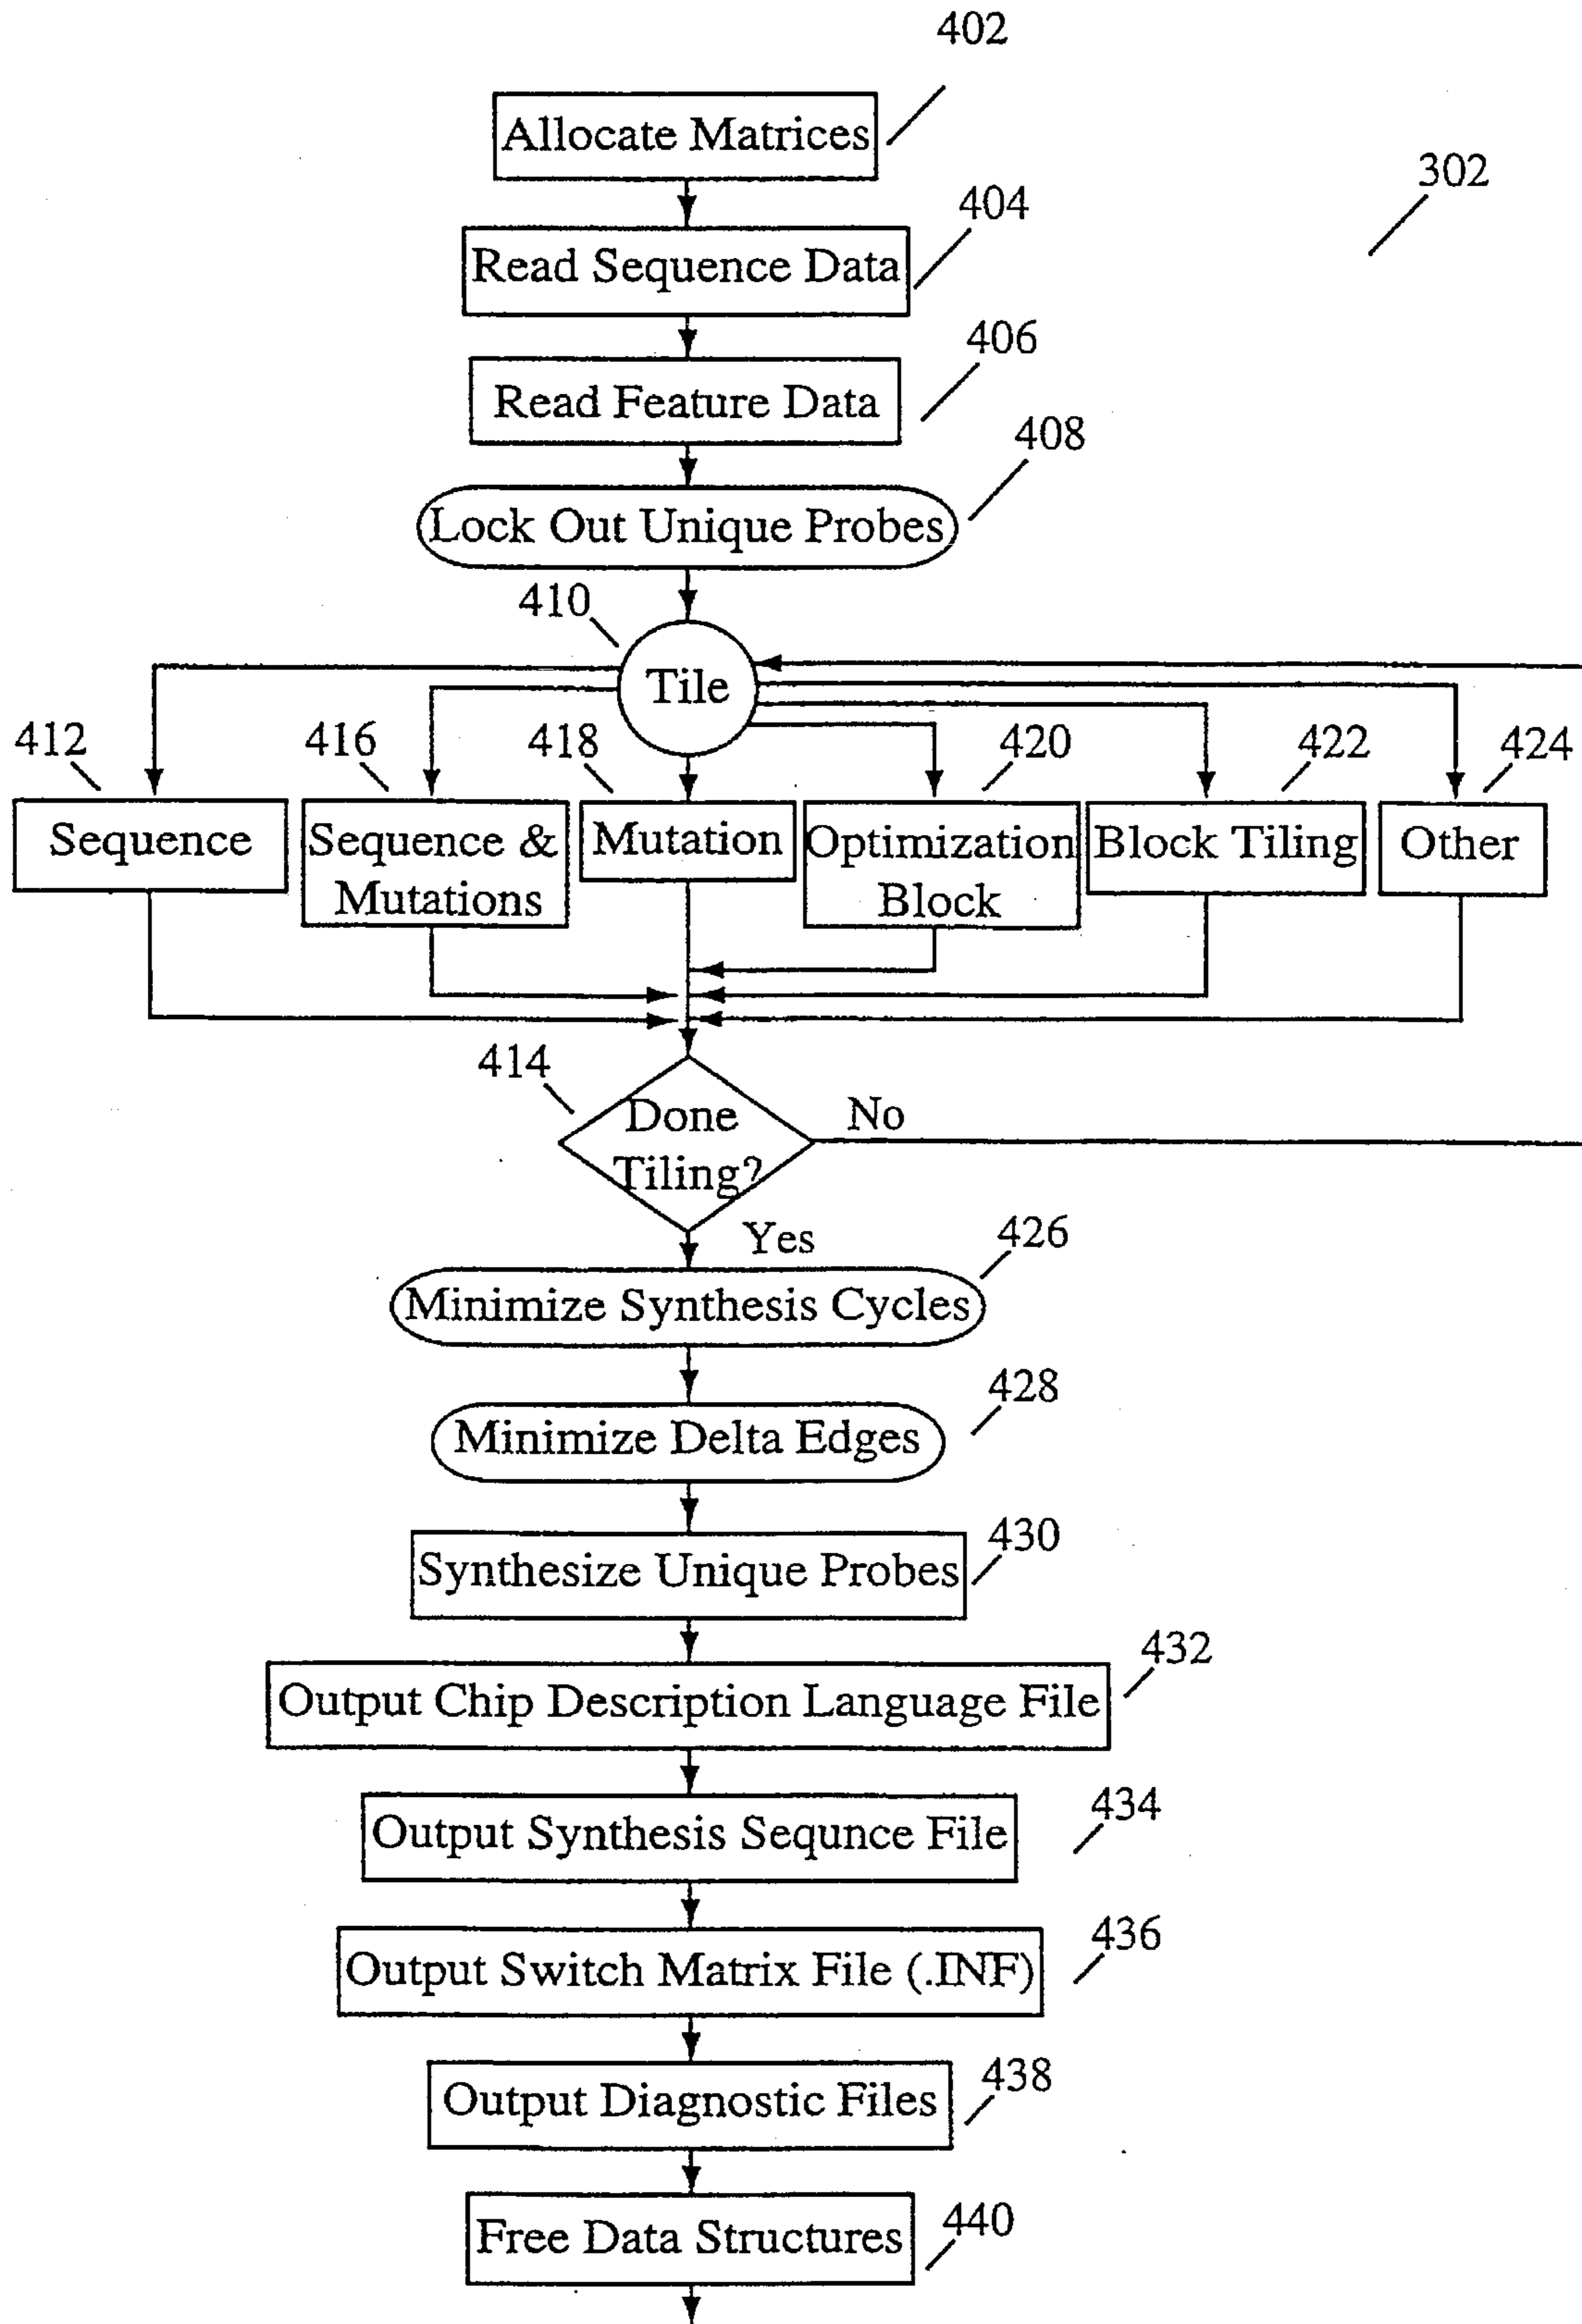 402
Allocate Matrices
302
404
Read Sequence Data
406
Read Feature Data
408
Lock Out Unique Probes
410
Tile
412
416
418
420
422
424
Sequence
Sequence &
Mutations
Mutation
Optimization
Block
Block Tiling
Other
414
Done
Tiling?
No
Yes
426
Minimize Synthesis Cycles
428
Minimize Delta Edges
430
Synthesize Unique Probes
432
Output Chip Description Language File
434
Output Synthesis Sequnce File
436
Output Switch Matrix File (.INF)
438
Output Diagnostic Files
440
Free Data Structures